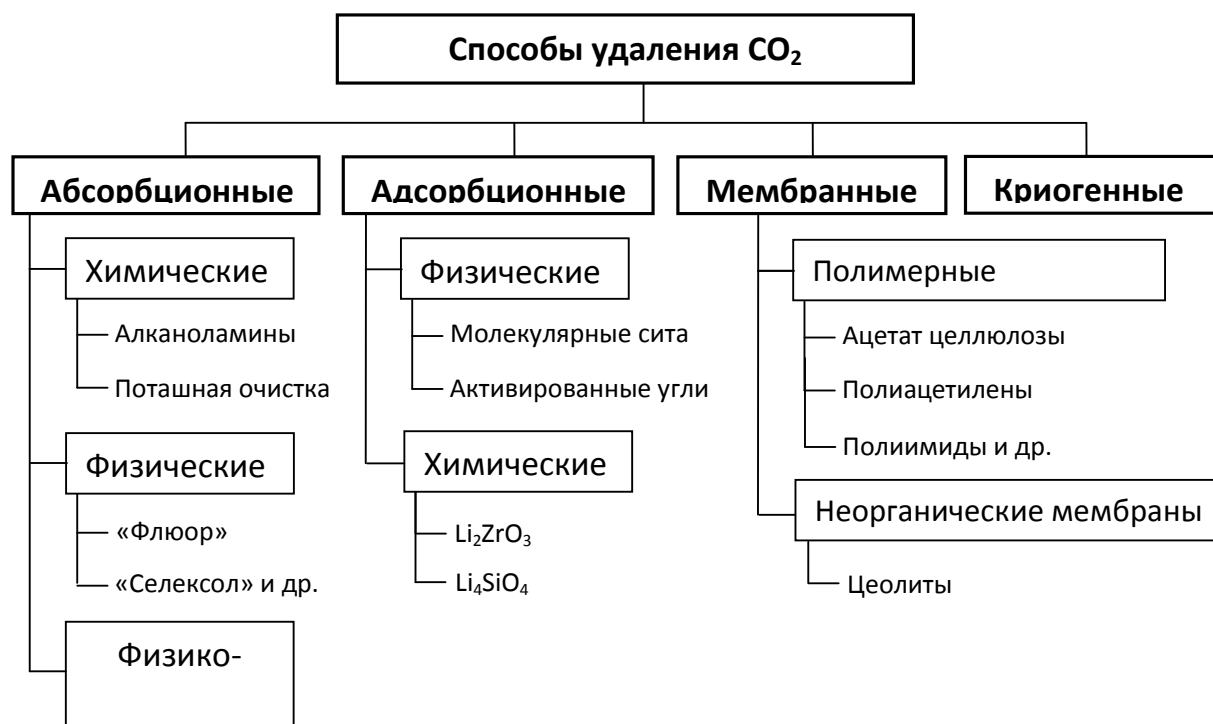 Способы удаления CO₂
Абсорбционные
Адсорбционные
Мембранные
Криогенные
Химические
Алканоламины
Поташная очистка
Физические
«Флюор»
«Селексол» и др.
Физико-
Физические
Молекулярные сита
Активированные угли
Химические
Li₂ZrO₃
Li₄SiO₄
Полимерные
Ацетат целлюлозы
Полиацетилены
Полиимиды и др.
Неорганические мембраны
Цеолиты